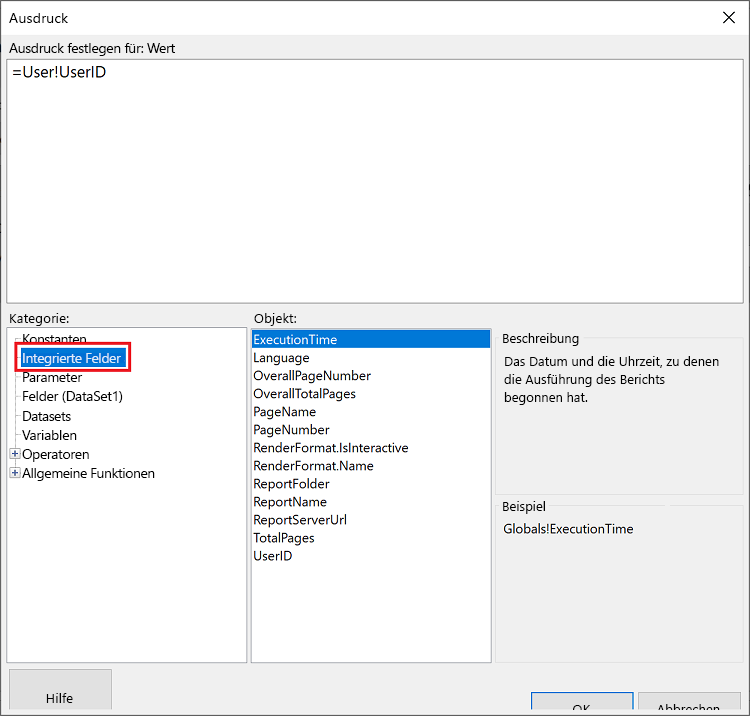 Ausdruck
Ausdruck festlegen für: Wert
=User!UserID
Kategorie:
Konstanten
Integrierte Felder
Parameter
Felder (DataSet1)
Datasets
Variablen
Operatoren
Allgemeine Funktionen
Objekt:
ExecutionTime
Language
OverallPageNumber
OverallTotalPages
PageName
PageNumber
RenderFormat.IsInteractive
RenderFormat.Name
ReportFolder
ReportName
ReportServerUrl
TotalPages
UserID
Beschreibung
Das Datum und die Uhrzeit, zu denen
die Ausführung des Berichts
begonnen hat.
Beispiel
Globals!ExecutionTime
Hilfe
OK
Abbrechen